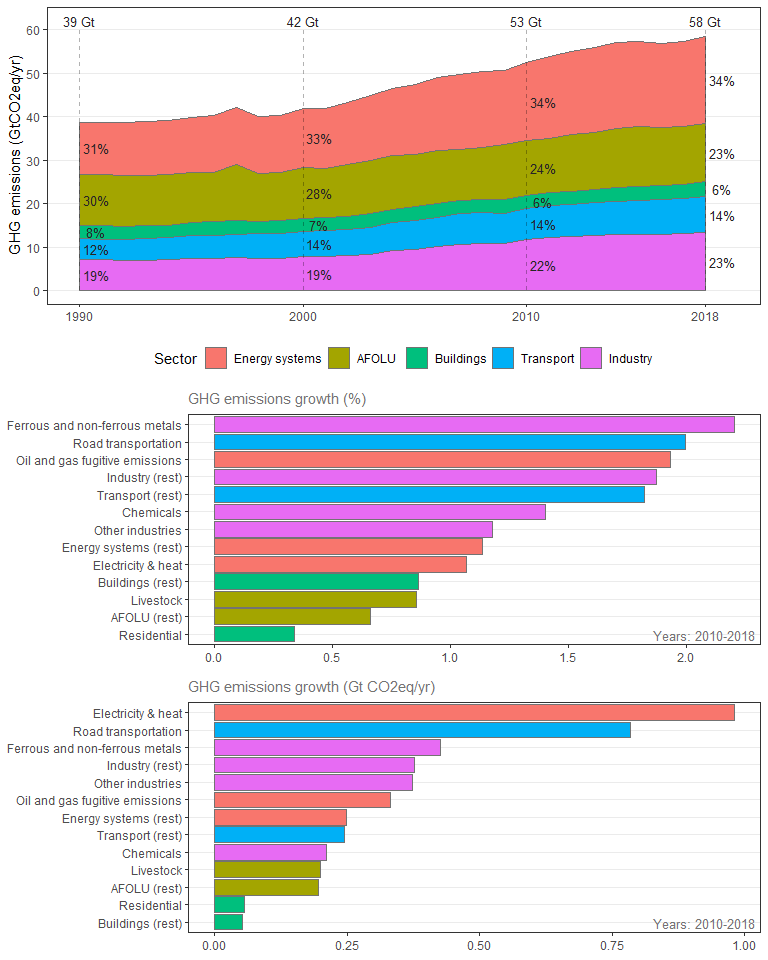 39 Gt 42 Gt 53 Gt 58 Gt
GHG emissions (GtCO2eq/yr)
60
50
40
30
20
10
0
31% 33% 34% 34%
30% 28% 24% 23%
8% 7% 6% 6%
12% 14% 14% 14%
19% 19% 22% 23%
1990 2000 2010 2018
Sector Energy systems AFOLU Buildings Transport Industry
GHG emissions growth (%)
Ferrous and non-ferrous metals
Road transportation
Oil and gas fugitive emissions
Industry (rest)
Transport (rest)
Chemicals
Other industries
Energy systems (rest)
Electricity & heat
Buildings (rest)
Livestock
AFOLU (rest)
Residential
Years: 2010-2018
0.0 0.5 1.0 1.5 2.0
GHG emissions growth (Gt CO2eq/yr)
Electricity & heat
Road transportation
Ferrous and non-ferrous metals
Industry (rest)
Other industries
Oil and gas fugitive emissions
Energy systems (rest)
Transport (rest)
Chemicals
Livestock
AFOLU (rest)
Residential
Buildings (rest)
Years: 2010-2018
0.00 0.25 0.50 0.75 1.00